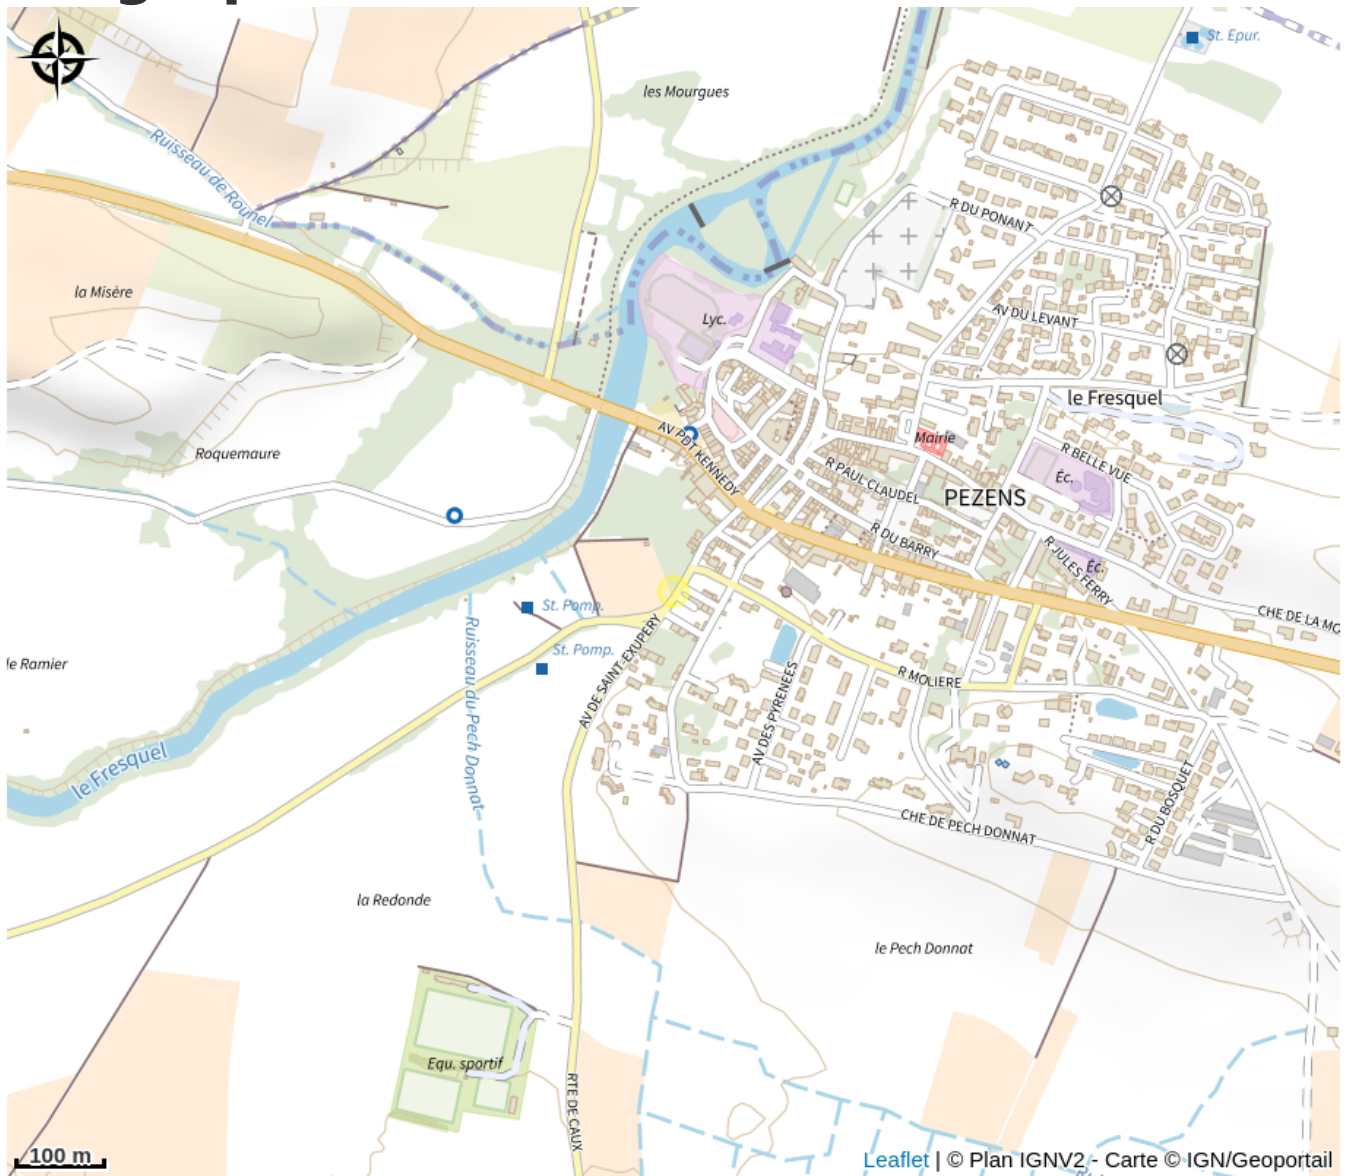 St. Epur.
les Mourgues
Ruisseau de Rounel
R DU PONANT
la Misère
AV DU LEVANT
Lyc.
le Fresquel
Mairie
AV PDT KENNEDY
R BELLE VUE
Roquemaure
R PAUL CLAUDEL
Éc.
PEZENS
R DU BARRY
R JULES FERRY
Éc.
St. Pomp.
CHE DE LA MO
St. Pomp.
le Ramier
AV DE SAINT-EXUPERY
Ruisseau du Pech Donnat
R MOLIERE
AV DES PYRENEES
le Fresquel
R DU BOSQUET
CHE DE PECH DONNAT
la Redonde
le Pech Donnat
Equ. sportif
RTE DE CAUX
100 m
Leaflet | © Plan IGNV2 - Carte © IGN/Geoportail